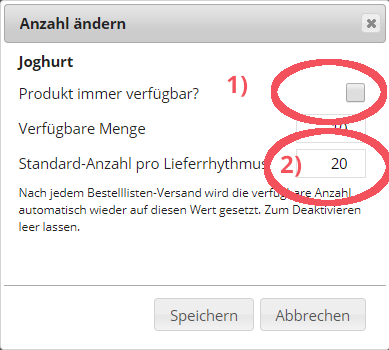 Anzahl ändern
Joghurt
1)
Produkt immer verfügbar?
Verfügbare Menge
Standard-Anzahl pro Lieferrhythmus
2) 20
Nach jedem Bestelllisten-Versand wird die verfügbare Anzahl
automatisch wieder auf diesen Wert gesetzt. Zum Deaktivieren
leer lassen.
Speichern
Abbrechen